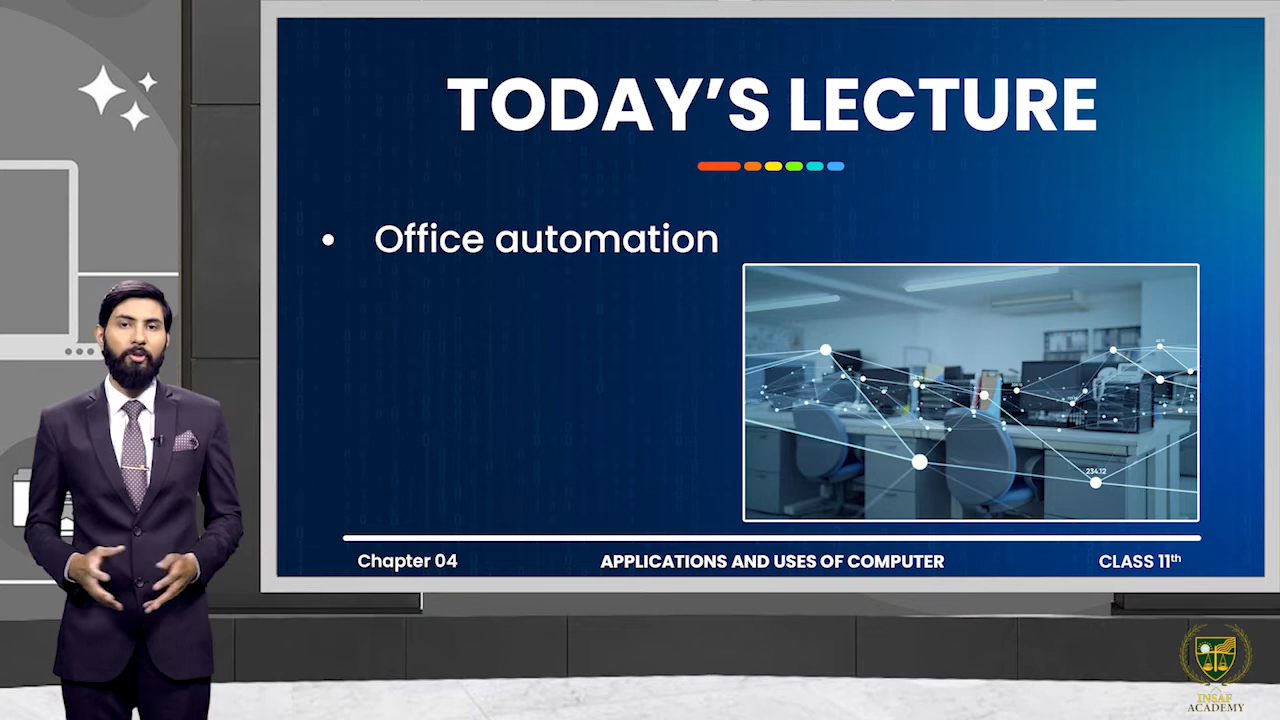 TODAY’S LECTURE
• Office automation
234.12
Chapter 04
APPLICATIONS AND USES OF COMPUTER
CLASS 11th
INSAF
ACADEMY